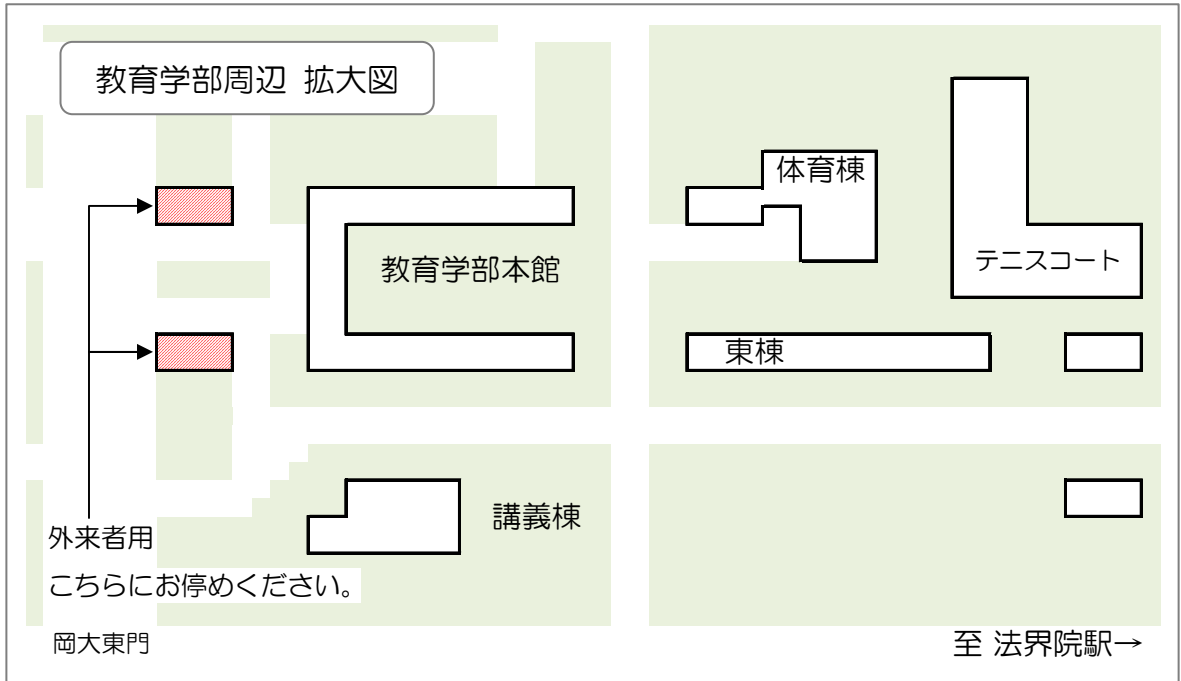 教育学部周辺 拡大図
体育棟
教育学部本館
テニスコート
東棟
講義棟
外来者用
こちらにお停めください。
岡大東門
至 法界院駅→